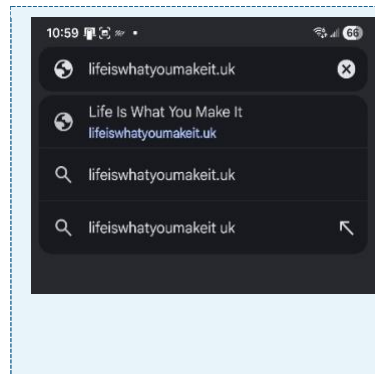 10:59
66
lifeiswhatyoumakeit.uk
Life Is What You Make It
lifeiswhatyoumakeit.uk
lifeiswhatyoumakeit.uk
lifeiswhatyoumakeit uk